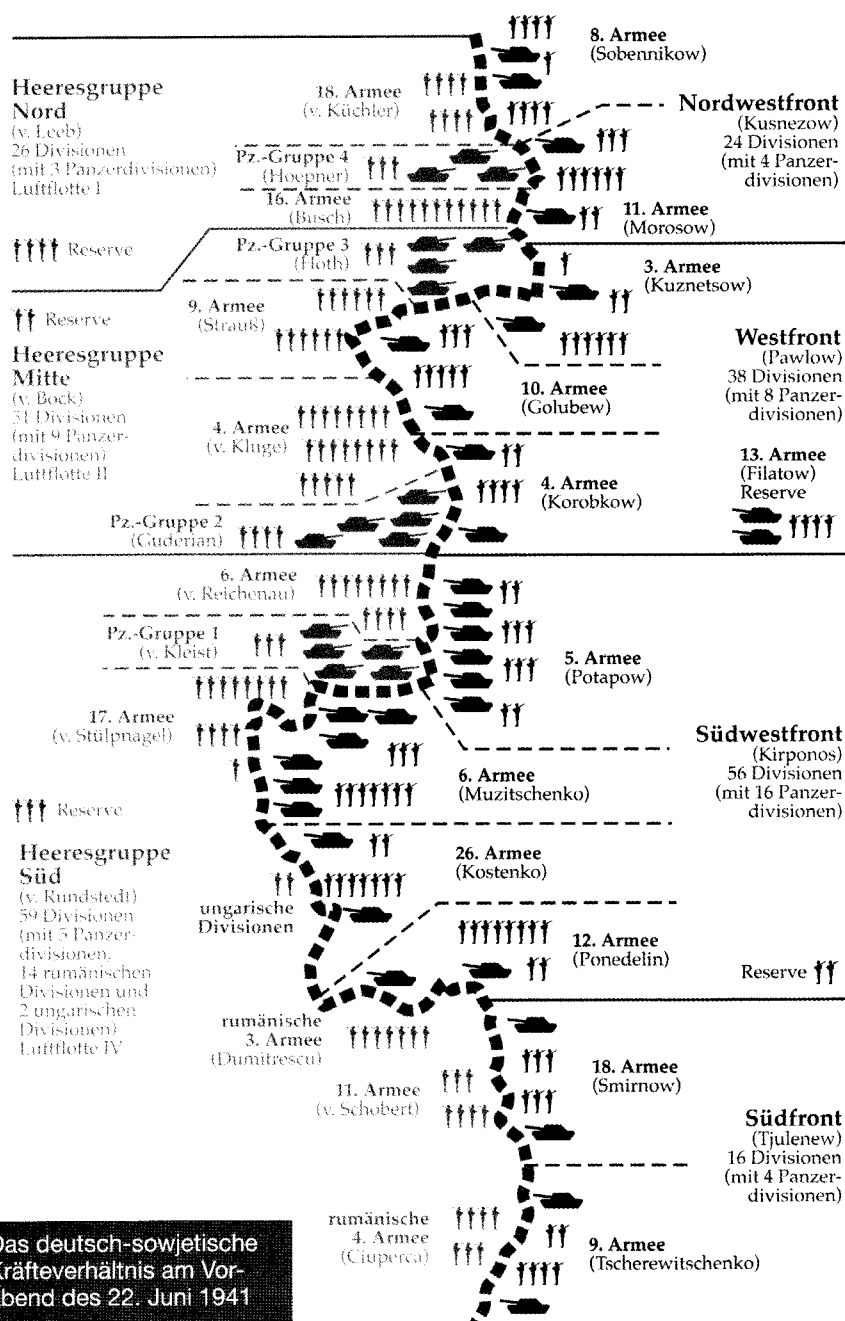 8. Armee
(Sobennikow)
Heeresgruppe
Nord
(v. Leeb)
26 Divisionen
(mit 3 Panzerdivisionen)
Luftflotte I
18. Armee
(v. Küchler)
Nordwestfront
(Kusnezow)
24 Divisionen
(mit 4 Panzer-
divisionen)
Pz.-Gruppe 4
(Hoepner)
16. Armee
(Busch)
11. Armee
(Morosow)
Reserve
Pz.-Gruppe 3
(Hoth)
3. Armee
(Kuznetsow)
9. Armee
(Strauß)
Reserve
Heeresgruppe
Mitte
(v. Bock)
51 Divisionen
(mit 9 Panzer-
divisionen)
Luftflotte II
Westfront
(Pawlow)
38 Divisionen
(mit 8 Panzer-
divisionen)
10. Armee
(Golubew)
4. Armee
(v. Kluge)
13. Armee
(Filatow)
Reserve
4. Armee
(Korobkow)
Pz.-Gruppe 2
(Guderian)
6. Armee
(v. Reichenau)
Pz.-Gruppe 1
(v. Kleist)
5. Armee
(Potapow)
17. Armee
(v. Stülpnagel)
Südwestfront
(Kirponos)
56 Divisionen
(mit 16 Panzer-
divisionen)
6. Armee
(Muzitschenko)
Reserve
Heeresgruppe
Süd
(v. Rundstedt)
59 Divisionen
(mit 5 Panzer-
divisionen,
14 rumänischen
Divisionen und
2 ungarischen
Divisionen)
Luftflotte IV
26. Armee
(Kostenko)
ungarische
Divisionen
12. Armee
(Ponedelin)
Reserve
rumänische
3. Armee
(Dumitrescu)
18. Armee
(Smirnow)
11. Armee
(v. Schobert)
Südfront
(Tjulenew)
16 Divisionen
(mit 4 Panzer-
divisionen)
rumänische
4. Armee
(Ciuperca)
9. Armee
(Tscherewitschenko)
Das deutsch-sowjetische
Kräfteverhältnis am Vor-
abend des 22. Juni 1941